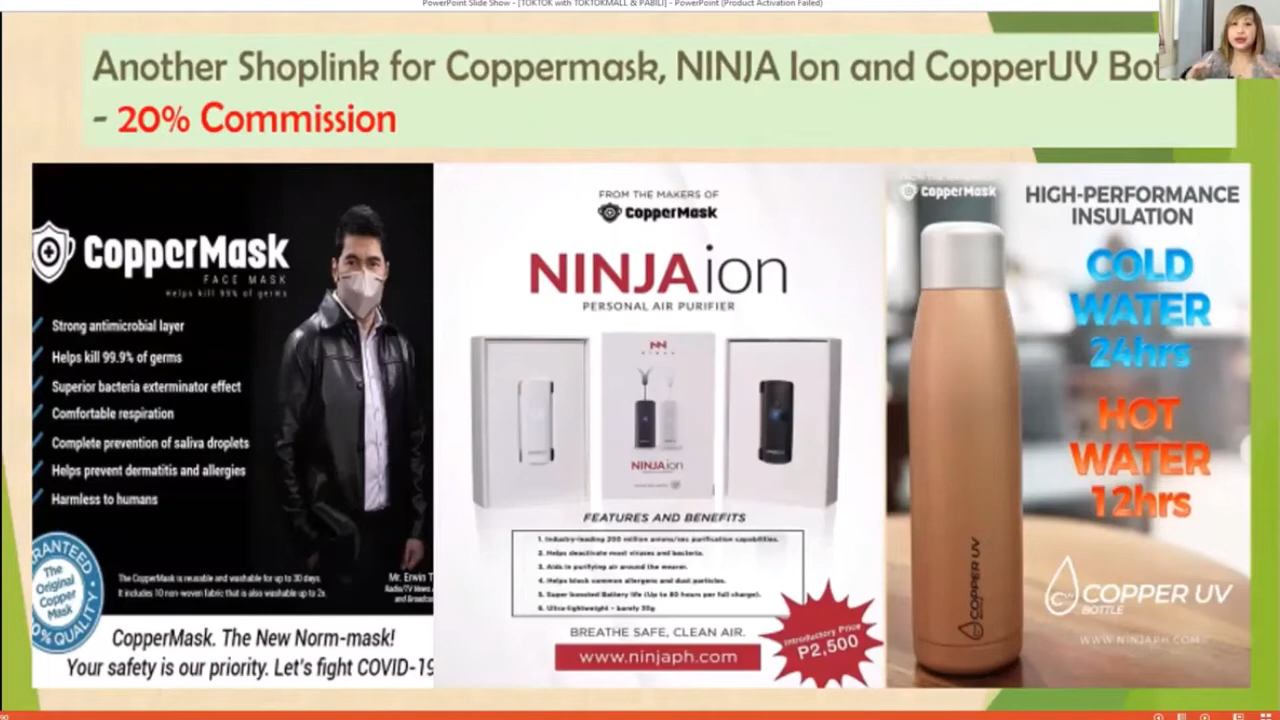 PowerPoint Slide Show - [TOKTOK with TOKTOKMALL & PABILI] - PowerPoint (Product Activation Failed)
Another Shoplink for Coppermask, NINJA Ion and CopperUV
- 20% Commission
CopperMask
FACE MASK
Helps kill 99% of germs
Strong antimicrobial layer
Helps kill 99.9% of germs
Superior bacteria exterminator effect
Comfortable respiration
Complete prevention of saliva droplets
Helps prevent dermatitis and allergies
Harmless to humans
The Original Copper Mask
QUALITY
The CopperMask is reusable and washable for up to 30 days.
It includes 10 non-woven fabric that is also washable up to 2x.
Mr. Erwin T
Radio/TV News
CopperMask. The New Norm-mask!
Your safety is our priority. Let's fight COVID-19
FROM THE MAKERS OF
CopperMask
NINJA ion
PERSONAL AIR PURIFIER
NINJA ion
FEATURES AND BENEFITS
1. Industry-leading 200 million anions/ions purification capabilities.
2. Helps deactivate most viruses and bacteria.
3. Aids in purifying air around the wearer.
4. Helps block common allergens and dust particles.
5. Super boosted Battery life (Up to 80 hours per full charge).
6. Ultra-lightweight - barely 30g
BREATHE SAFE, CLEAN AIR.
www.ninjaph.com
Introductory Price
P2,500
CopperMask
HIGH-PERFORMANCE
INSULATION
COLD
WATER
24hrs
HOT
WATER
12hrs
COPPER UV
COPPER UV
BOTTLE
WWW.NINJAPH.COM